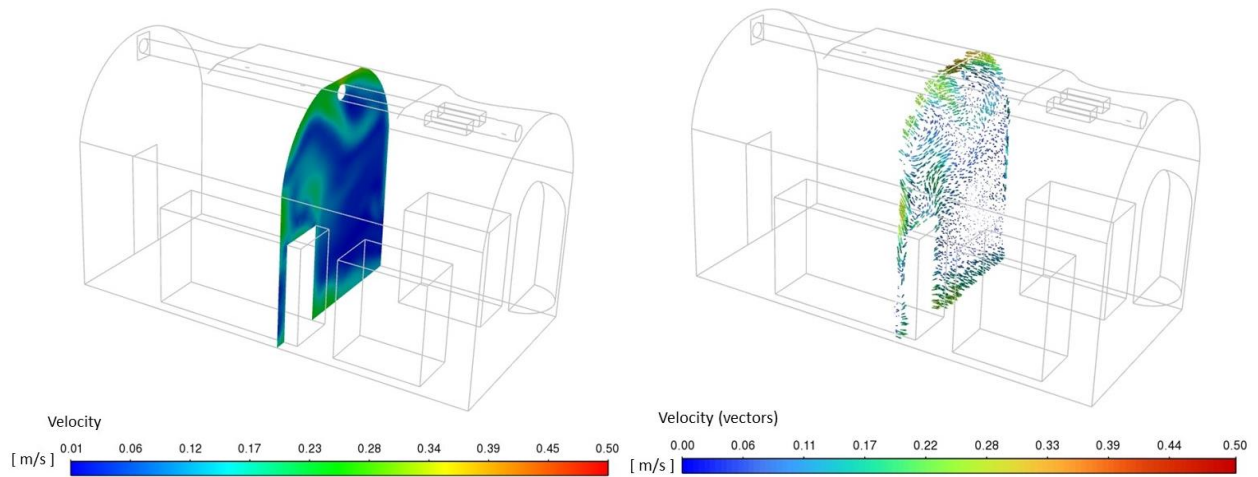 Velocity
[ m/s ]
0.01 0.06 0.12 0.17 0.23 0.28 0.34 0.39 0.45 0.50
Velocity (vectors)
[ m/s ]
0.00 0.06 0.11 0.17 0.22 0.28 0.33 0.39 0.44 0.50